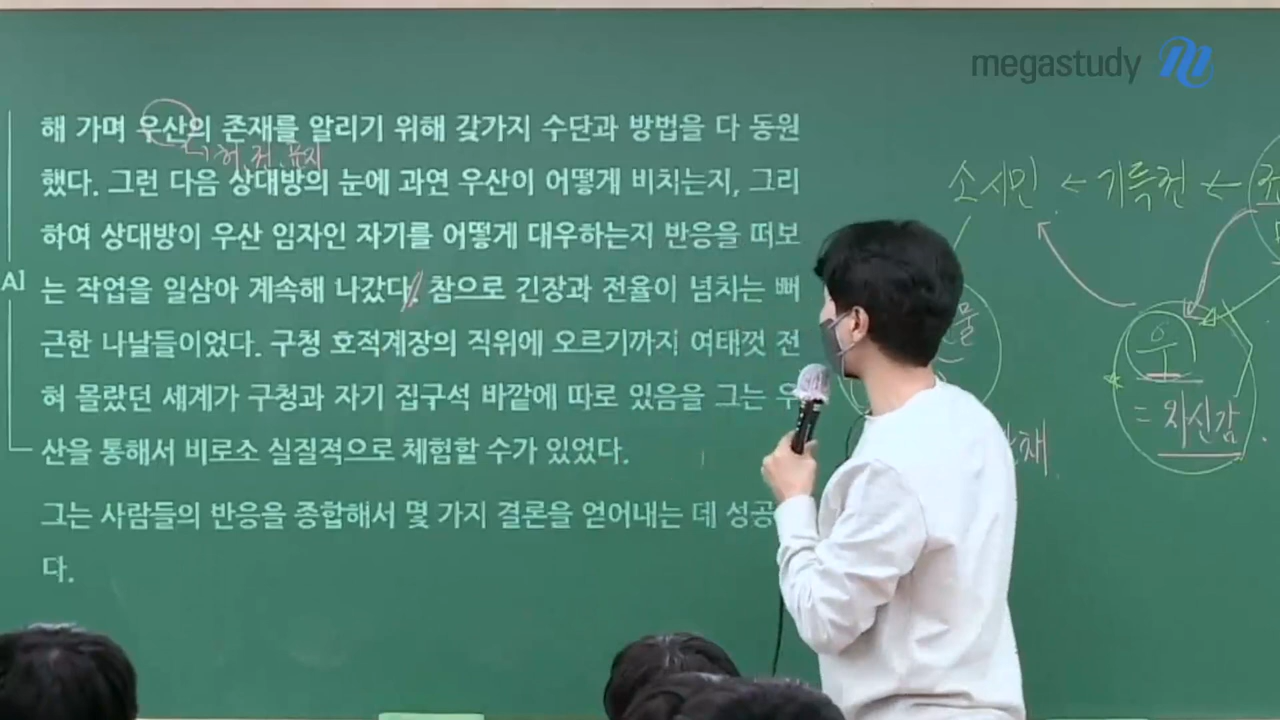 megastudy
해 가며 우산의 존재를 알리기 위해 갖가지 수단과 방법을 다 동원
했다. 그런 다음 상대방의 눈에 과연 우산이 어떻게 비치는지, 그리
하여 상대방이 우산 임자인 자기를 어떻게 대우하는지 반응을 떠보
A] 는 작업을 일삼아 계속해 나갔다. 참으로 긴장과 전율이 넘치는 뻐
근한 나날들이었다. 구청 호적계장의 직위에 오르기까지 여태껏 전
혀 몰랐던 세계가 구청과 자기 집구석 바깥에 따로 있음을 그는 우
산을 통해서 비로소 실질적으로 체험할 수가 있었다.
그는 사람들의 반응을 종합해서 몇 가지 결론을 얻어내는 데 성공
다.
소시민 ← 기득권 ←
물
우
= 자신감